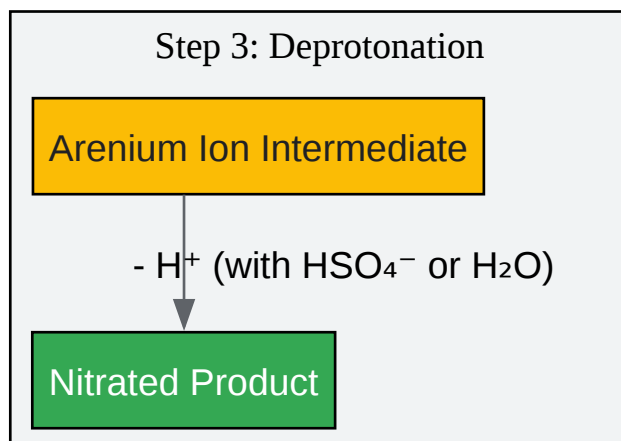 Step 3: Deprotonation
Arenium Ion Intermediate
- H⁺ (with HSO₄⁻ or H₂O)
Nitrated Product